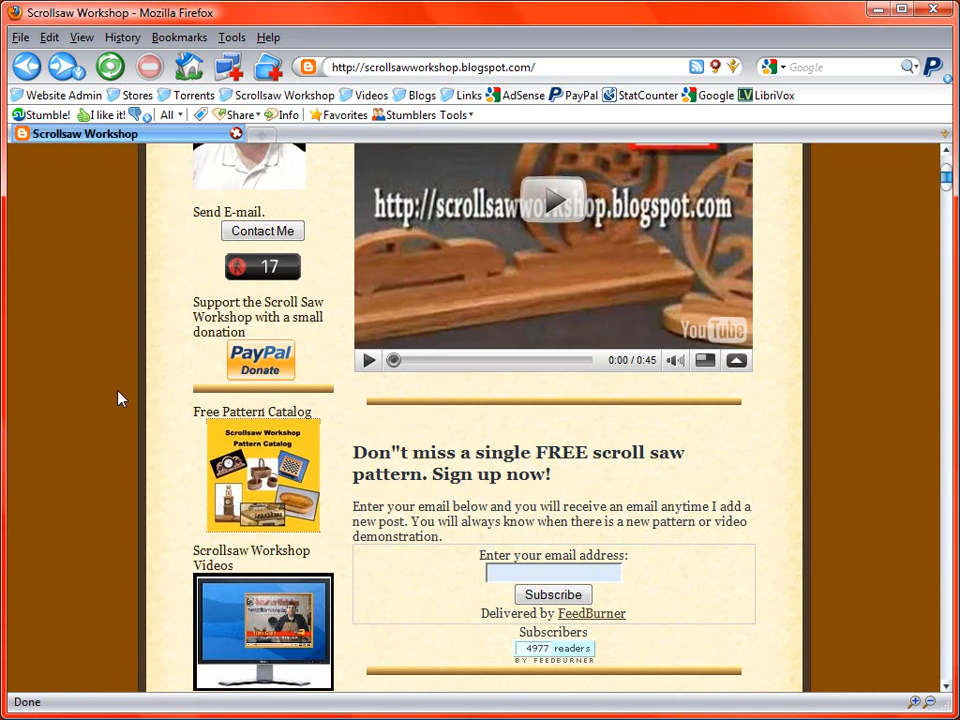 Scrollsaw Workshop - Mozilla Firefox
File Edit View History Bookmarks Tools Help
http://scrollsawworkshop.blogspot.com/
Google
Website Admin Stores Torrents Scrollsaw Workshop Videos Blogs Links AdSense PayPal StatCounter Google LibriVox
Stumble! I like it! All Share Info Favorites Stumblers Tools
Scrollsaw Workshop
http://scrollsawworkshop.blogspot.com
You Tube
0:00 / 0:45
Send E-mail.
Contact Me
17
Support the Scroll Saw
Workshop with a small
donation
PayPal
Donate
Free Pattern Catalog
Scrollsaw Workshop
Pattern Catalog
Scrollsaw Workshop
Videos
Don"t miss a single FREE scroll saw
pattern. Sign up now!
Enter your email below and you will receive an email anytime I add a
new post. You will always know when there is a new pattern or video
demonstration.
Enter your email address:
Subscribe
Delivered by FeedBurner
Subscribers
4977 readers
BY FEEDBURNER
Done